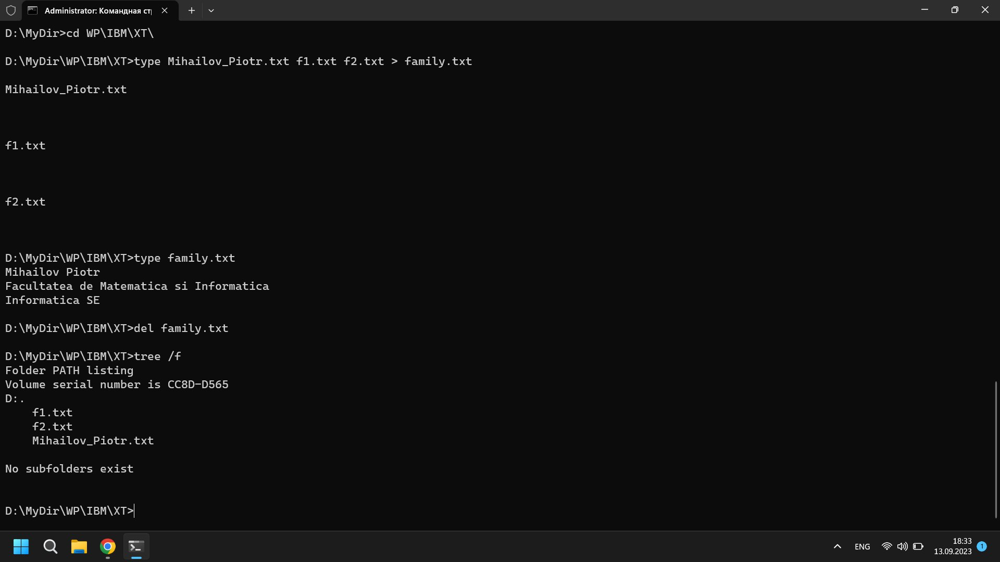 Administrator: Командная ст
D:\MyDir>cd WP\IBM\XT\
D:\MyDir\WP\IBM\XT>type Mihailov_Piotr.txt f1.txt f2.txt > family.txt
Mihailov_Piotr.txt
f1.txt
f2.txt
D:\MyDir\WP\IBM\XT>type family.txt
Mihailov Piotr
Facultatea de Matematica si Informatica
Informatica SE
D:\MyDir\WP\IBM\XT>del family.txt
D:\MyDir\WP\IBM\XT>tree /f
Folder PATH listing
Volume serial number is CC8D-D565
D:.
f1.txt
f2.txt
Mihailov_Piotr.txt
No subfolders exist
D:\MyDir\WP\IBM\XT>
ENG
18:33
13.09.2023
1